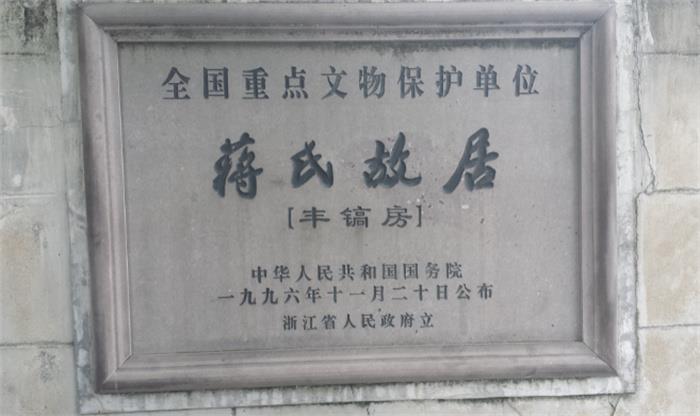 全国重点文物保护单位
蒋氏故居
[丰镐房]
中华人民共和国国务院
一九九六年十一月二十日公布
浙江省人民政府立